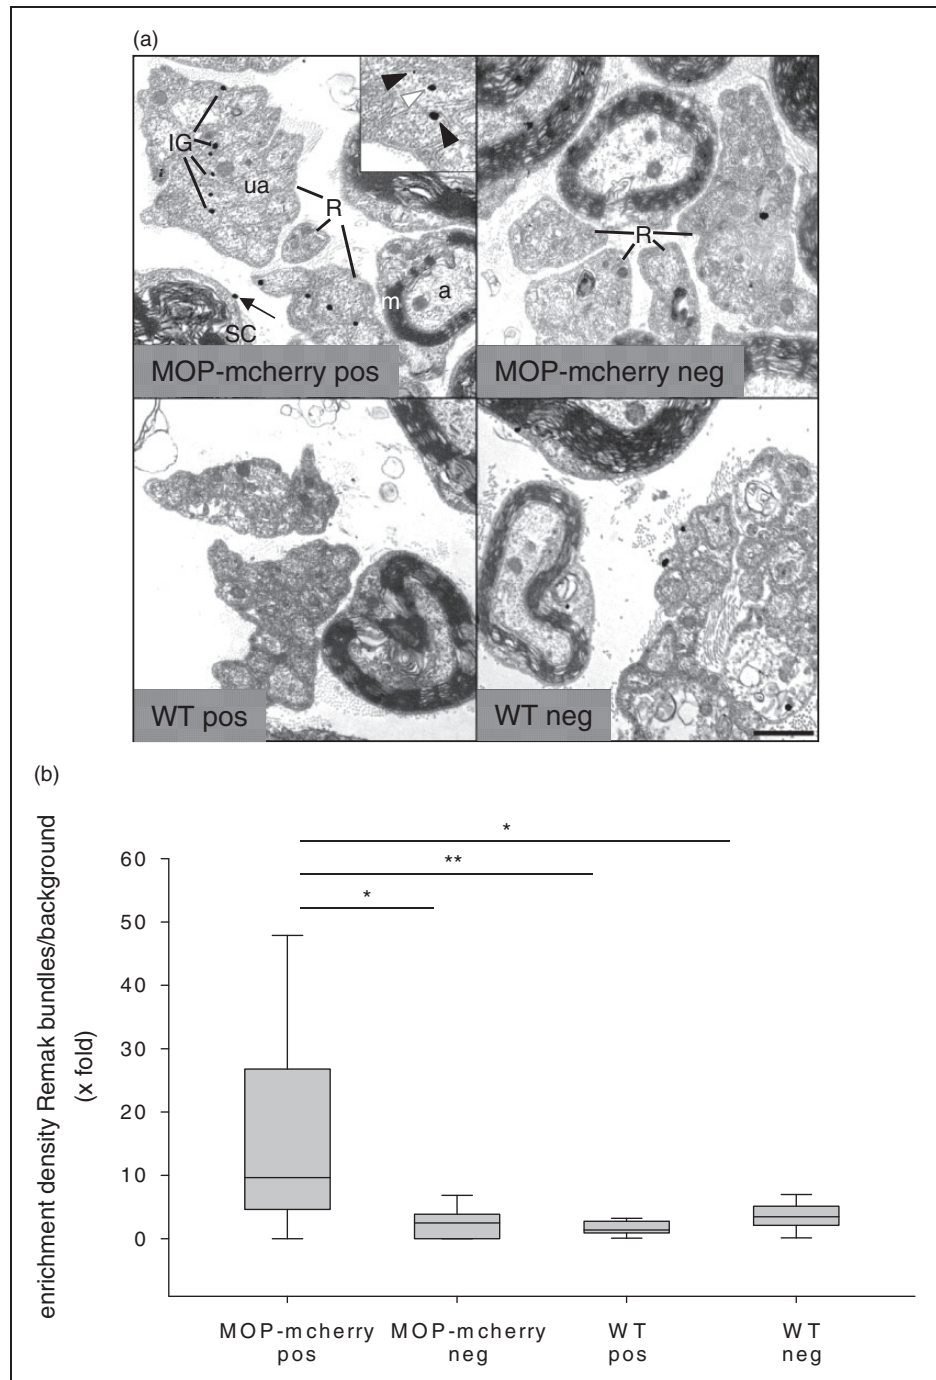 (a)
IG
ua
R
m
a
SC
MOP-mcherry pos
R
MOP-mcherry neg
WT pos
WT neg
(b)
enrichment density Remak bundles/background
(x fold)
*
**
*
60
50
40
30
20
10
0
MOP-mcherry pos
MOP-mcherry neg
WT pos
WT neg